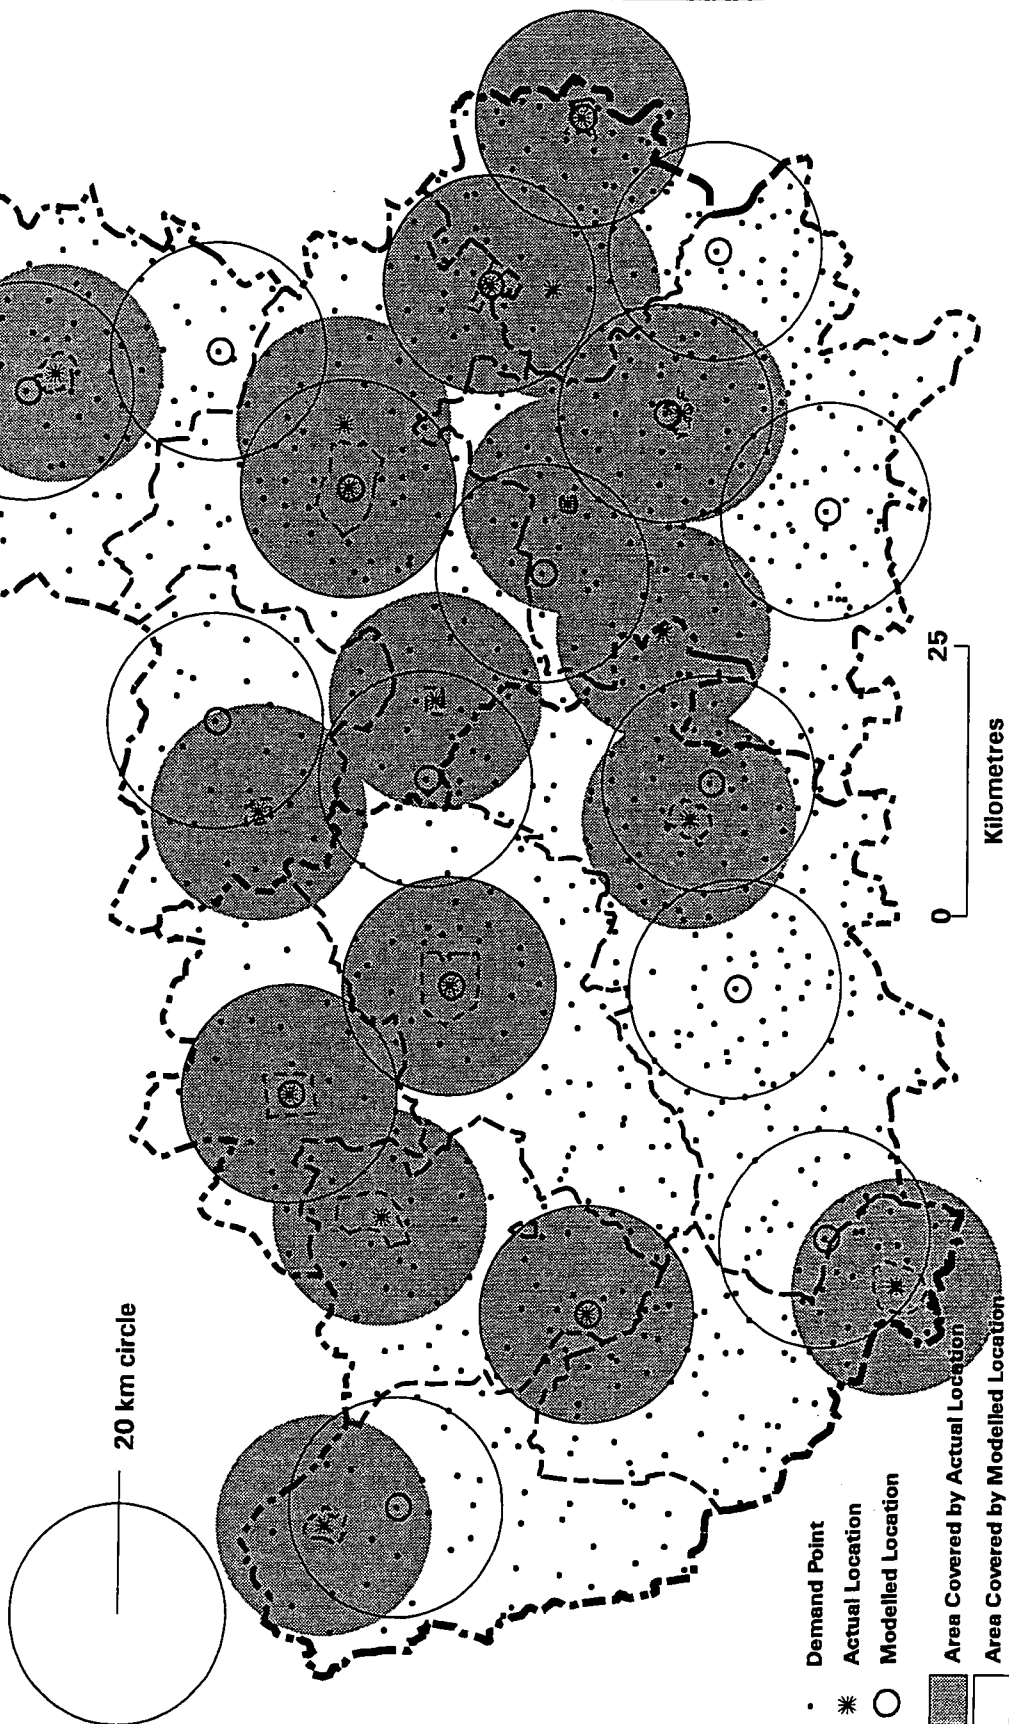 20 km circle
Demand Point
Actual Location
Modelled Location
Area Covered by Actual Location
Area Covered by Modelled Location
0
25
Kilometres